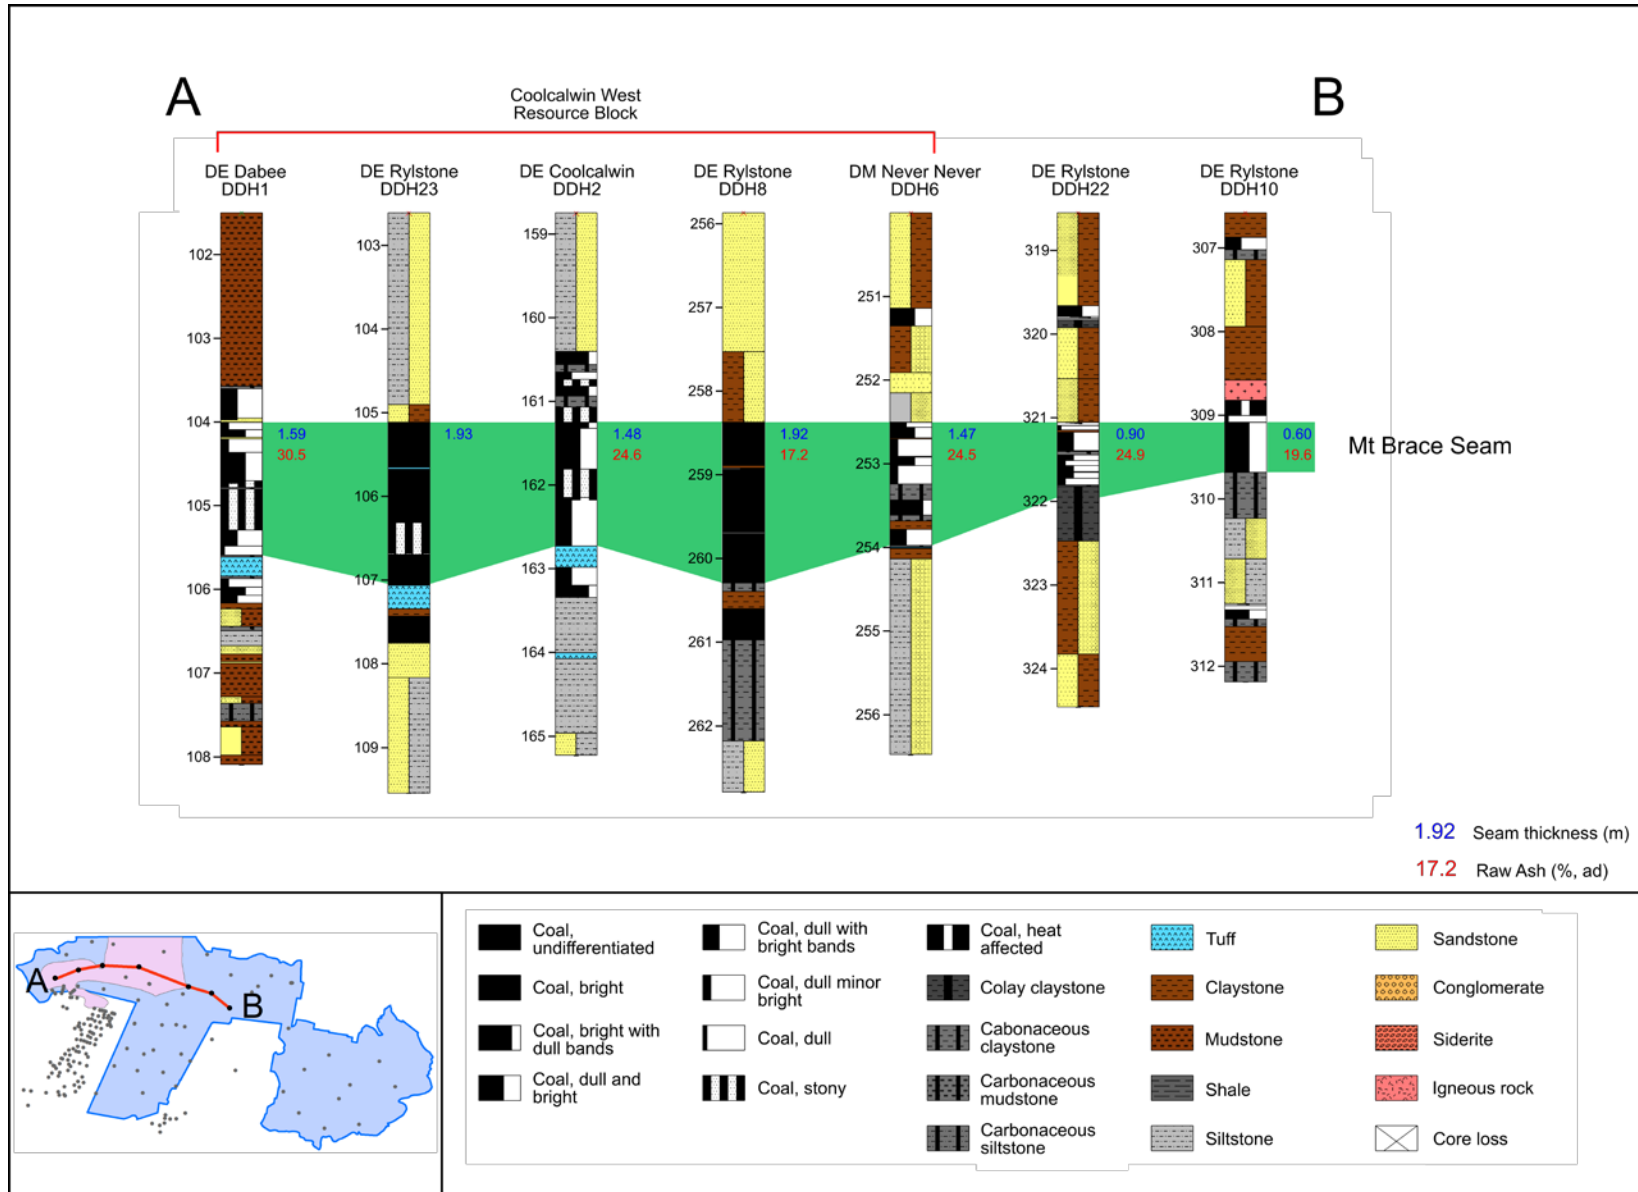 A
B
Coolcalwin West
Resource Block
DE Dabee
DDH1
DE Rylstone
DDH23
DE Coolcalwin
DDH2
DE Rylstone
DDH8
DM Never Never
DDH6
DE Rylstone
DDH22
DE Rylstone
DDH10
102
103
104
105
106
107
108
103
104
105
106
107
108
109
159
160
161
162
163
164
165
256
257
258
259
260
261
262
251
252
253
254
255
256
319
320
321
322
323
324
307
308
309
310
311
312
1.59
30.5
1.93
1.48
24.6
1.92
17.2
1.47
24.5
0.90
24.9
0.60
19.6
Mt Brace Seam
1.92 Seam thickness (m)
17.2 Raw Ash (%, ad)
A
B
Coal,
undifferentiated
Coal, bright
Coal, bright with
dull bands
Coal, dull and
bright
Coal, dull with
bright bands
Coal, dull minor
bright
Coal, dull
Coal, stony
Coal, heat
affected
Colay claystone
Cabonaceous
claystone
Carbonaceous
mudstone
Carbonaceous
siltstone
Tuff
Claystone
Mudstone
Shale
Siltstone
Sandstone
Conglomerate
Siderite
Igneous rock
Core loss